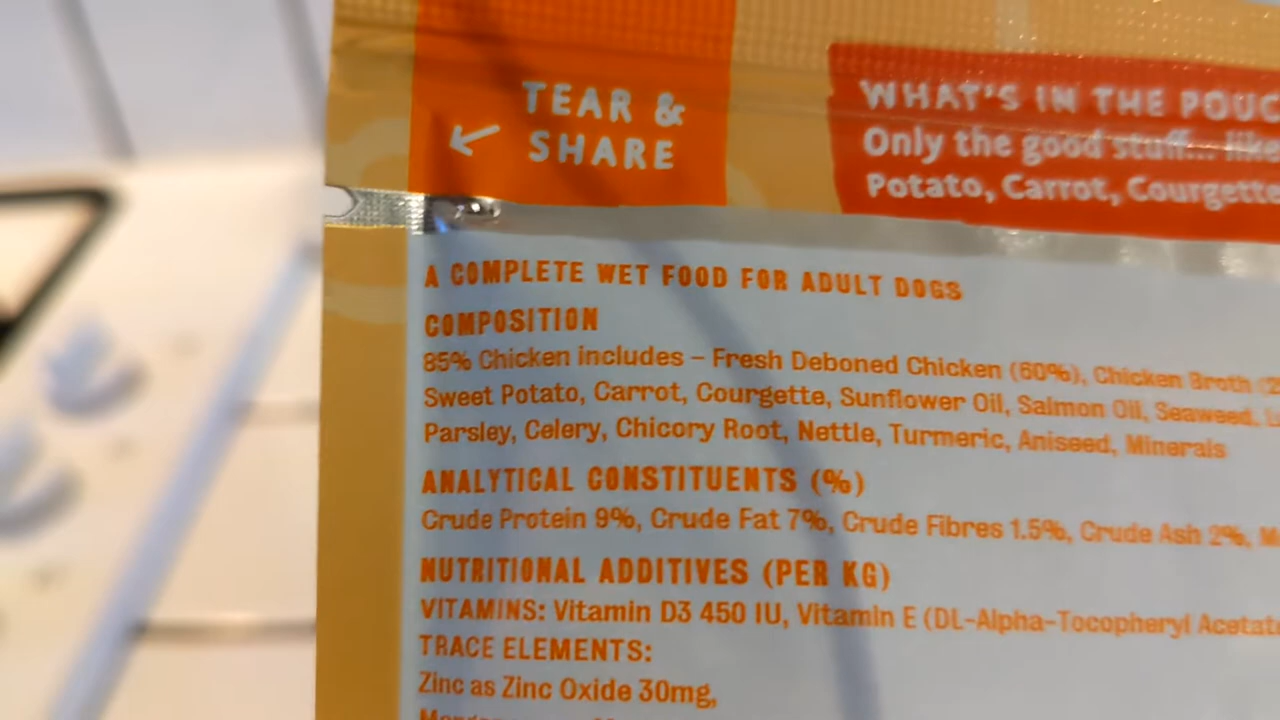 TEAR &
SHARE
WHAT'S IN THE
Only the good stuff... like
Potato, Carrot, Courgette
A COMPLETE WET FOOD FOR ADULT DOGS
COMPOSITION
85% Chicken includes – Fresh Deboned Chicken (60%), Chicken Broth
Sweet Potato, Carrot, Courgette, Sunflower Oil, Salmon Oil, Seaweed,
Parsley, Celery, Chicory Root, Nettle, Turmeric, Aniseed, Minerals
ANALYTICAL CONSTITUENTS (%)
Crude Protein 9%, Crude Fat 7%, Crude Fibres 1.5%, Crude Ash 2%,
NUTRITIONAL ADDITIVES (PER KG)
VITAMINS: Vitamin D3 450 IU, Vitamin E (DL-Alpha-Tocopheryl
TRACE ELEMENTS:
Zinc as Zinc Oxide 30mg,